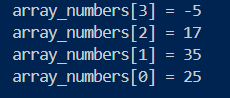 array_numbers[3] = -5
array_numbers[2] = 17
array_numbers[1] = 35
array_numbers[0] = 25